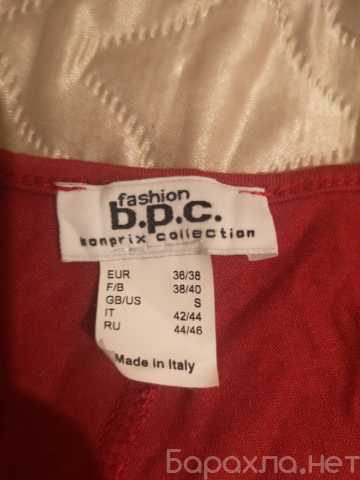 fashion
b.p.c.
bonprix collection
EUR 36/38
F/B 38/40
GB/US S
IT 42/44
RU 44/46
Made in Italy
Барахла.нет